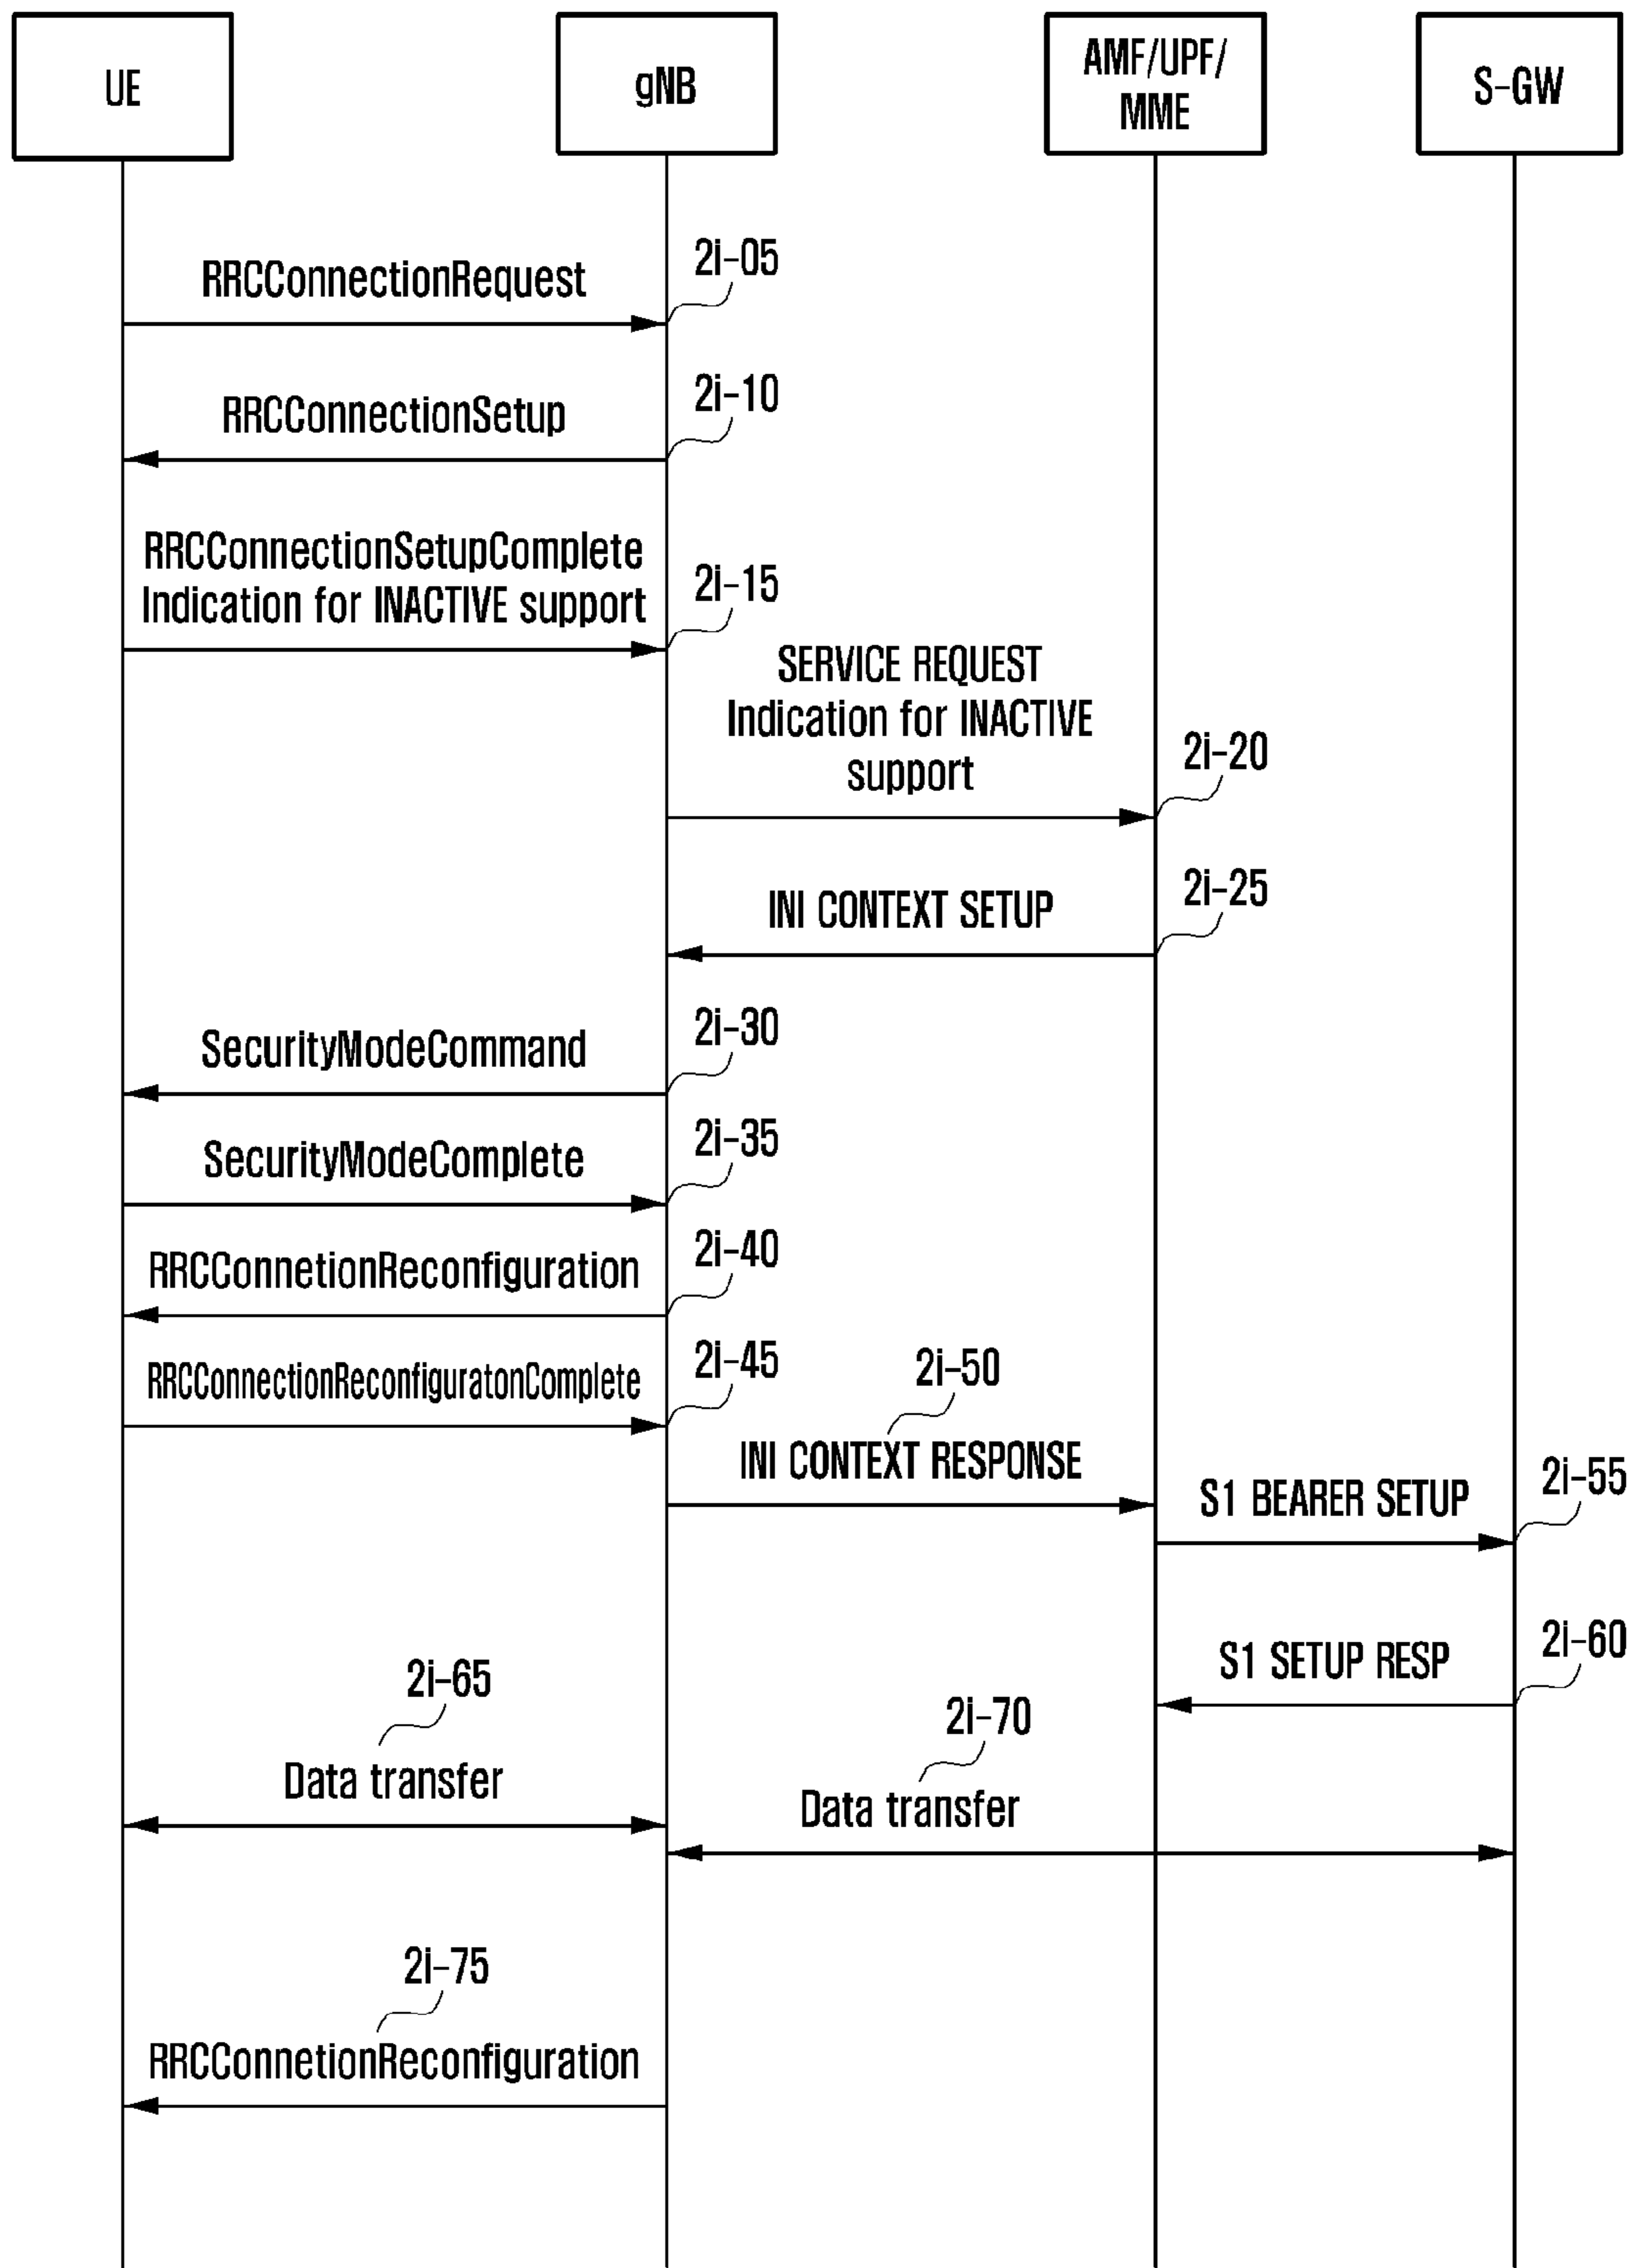 UE
gNB
AMF/UPF/
MME
S-GW
2i-05
RRCConnectionRequest
2i-10
RRCConnectionSetup
RRCConnectionSetupComplete
2i-15
Indication for INACTIVE support
SERVICE REQUEST
Indication for INACTIVE
support
2i-20
2i-25
INI CONTEXT SETUP
2i-30
SecurityModeCommand
2i-35
SecurityModeComplete
2i-40
RRCConnetionReconfiguration
2i-45
RRCConnectionReconfiguratonComplete
2i-50
INI CONTEXT RESPONSE
2i-55
S1 BEARER SETUP
2i-60
S1 SETUP RESP
2i-65
Data transfer
2i-70
Data transfer
2i-75
RRCConnetionReconfiguration